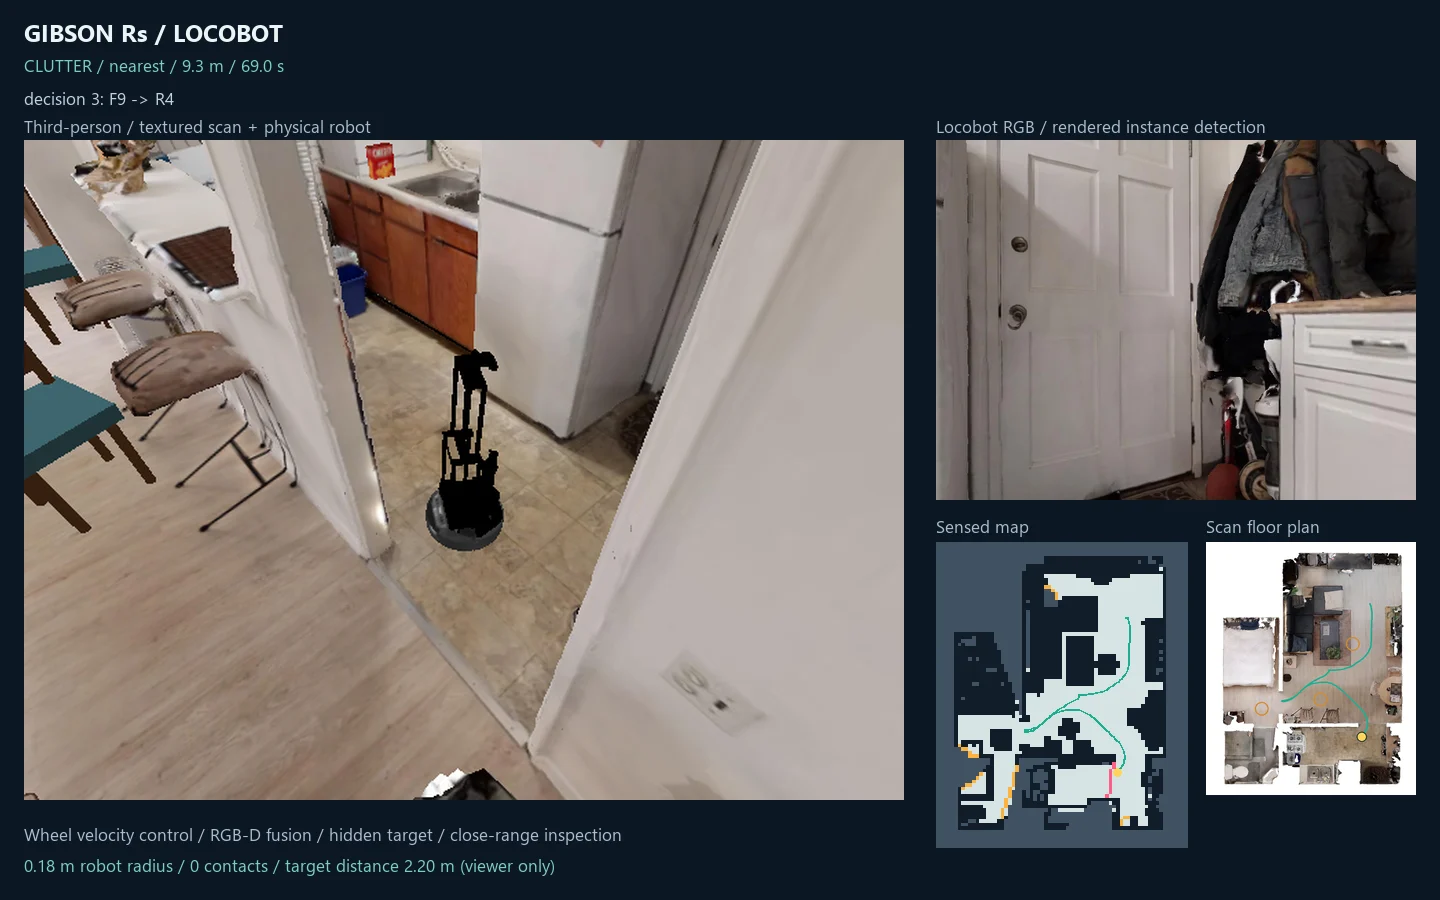 GIBSON Rs / LOCOBOT
CLUTTER / nearest / 9.3 m / 69.0 s
decision 3: F9 -> R4
Third-person / textured scan + physical robot
Locobot RGB / rendered instance detection
Sensed map
Scan floor plan
Wheel velocity control / RGB-D fusion / hidden target / close-range inspection
0.18 m robot radius / 0 contacts / target distance 2.20 m (viewer only)